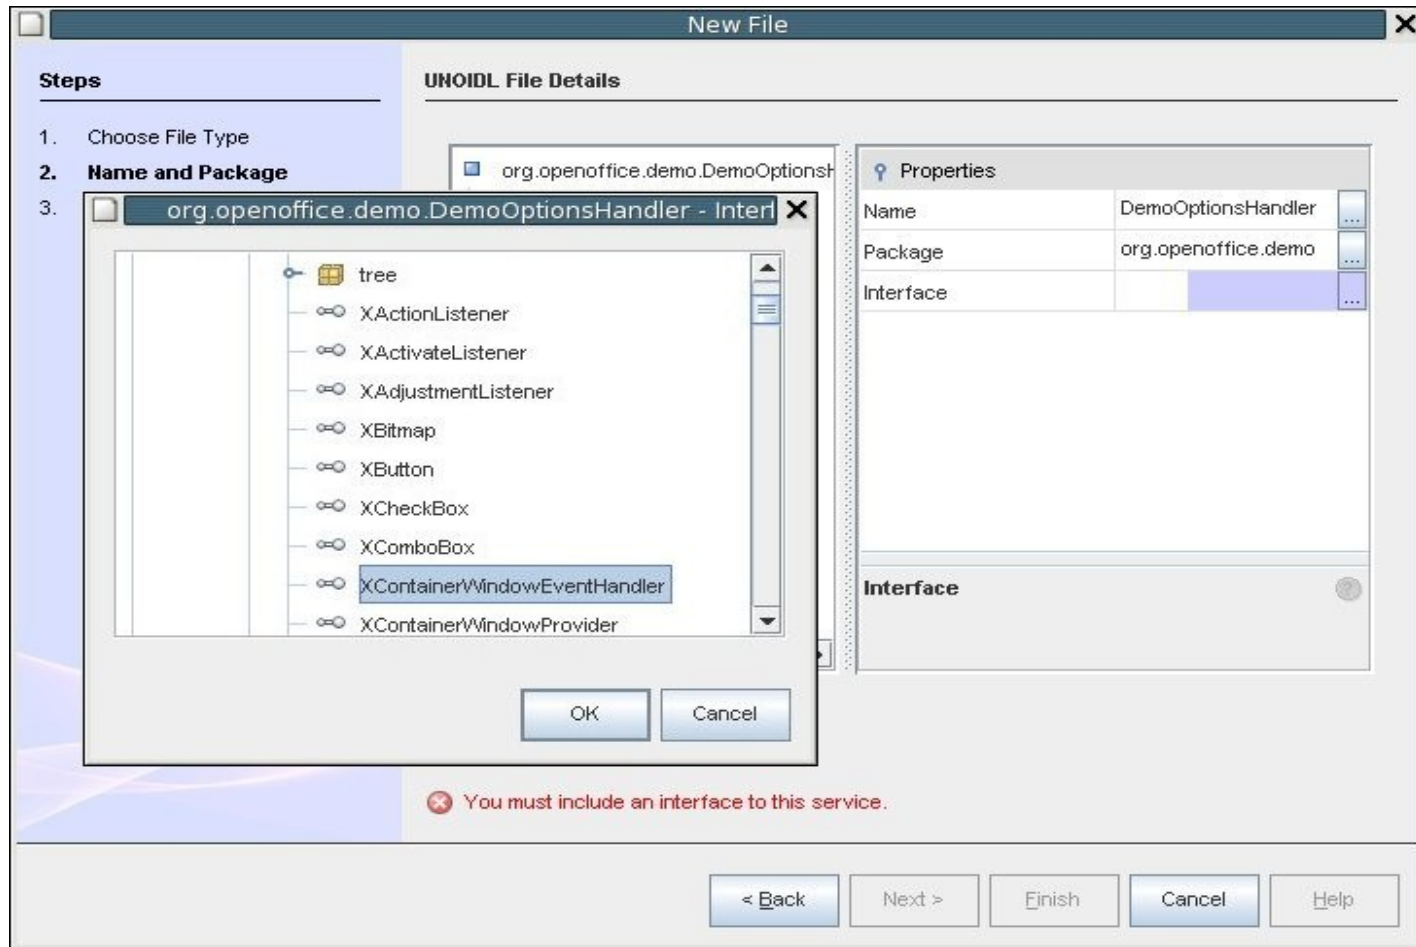 New File
Steps
UNOIDL File Details
1. Choose File Type
2. Name and Package
3.
org.openoffice.demo.DemoOptionsH
Properties
Name DemoOptionsHandler ...
Package org.openoffice.demo ...
Interface ...
Interface
org.openoffice.demo.DemoOptionsHandler - Interf
tree
XActionListener
XActivateListener
XAdjustmentListener
XBitmap
XButton
XCheckBox
XComboBox
XContainerWindowEventHandler
XContainerWindowProvider
OK Cancel
You must include an interface to this service.
< Back Next > Finish Cancel Help